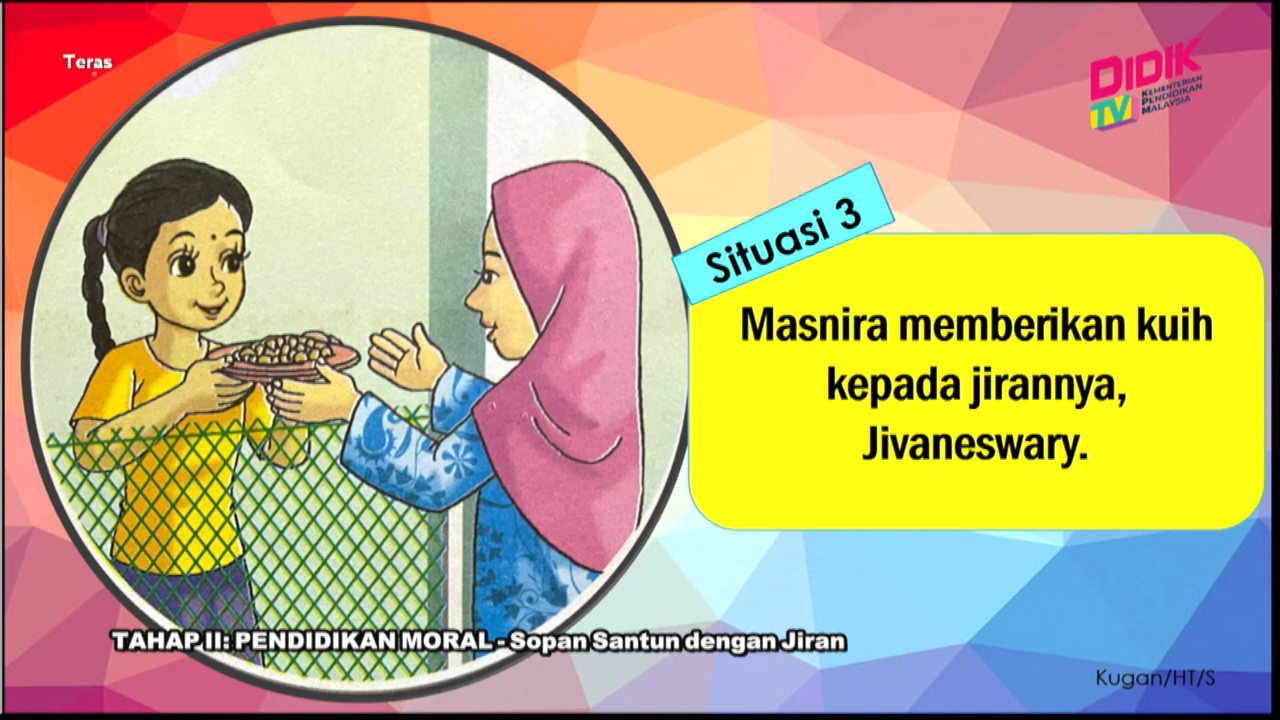 Teras
DIDIK
TV
KEMENTERIAN
PENDIDIKAN
MALAYSIA
Situasi 3
Masnira memberikan kuih
kepada jirannya,
Jivaneswary.
TAHAP II: PENDIDIKAN MORAL - Sopan Santun dengan Jiran
Kugan/HT/S